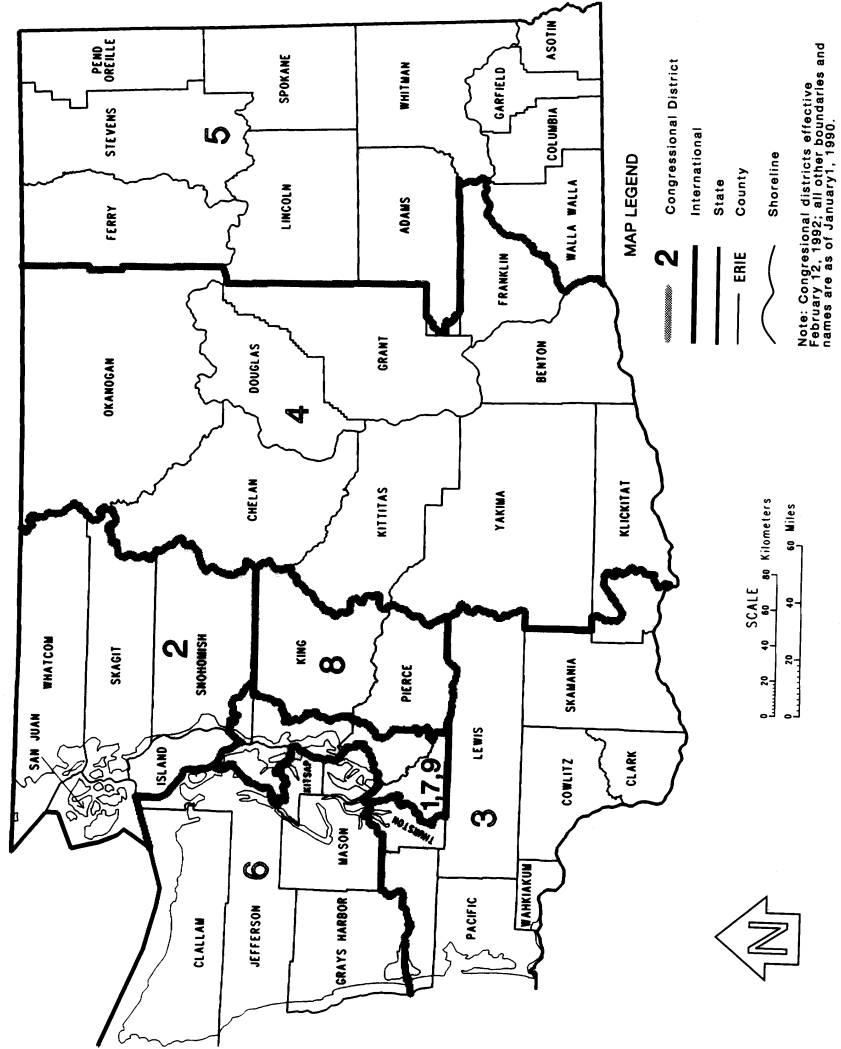 SAN JUAN
WHATCOM
SKAGIT
ISLAND
2
SNOHOMISH
OKANOGAN
FERRY
STEVENS
PEND
OREILLE
CLALLAM
JEFFERSON
6
KITSAP
MASON
GRAYS HARBOR
KING
8
PIERCE
CHELAN
DOUGLAS
4
GRANT
KITTITAS
5
LINCOLN
SPOKANE
ADAMS
WHITMAN
1,7,9
THURSTON
3
LEWIS
PACIFIC
WAHKIAKUM
COWLITZ
CLARK
SKAMANIA
YAKIMA
KLICKITAT
BENTON
FRANKLIN
WALLA WALLA
COLUMBIA
GARFIELD
ASOTIN
N
SCALE
0 20 40 60 80 Kilometers
0 20 40 60 Miles
MAP LEGEND
2 Congressional District
International
State
ERIE County
Shoreline
Note: Congresional districts effective
February 12, 1992; all other boundaries and
names are as of January1, 1990.